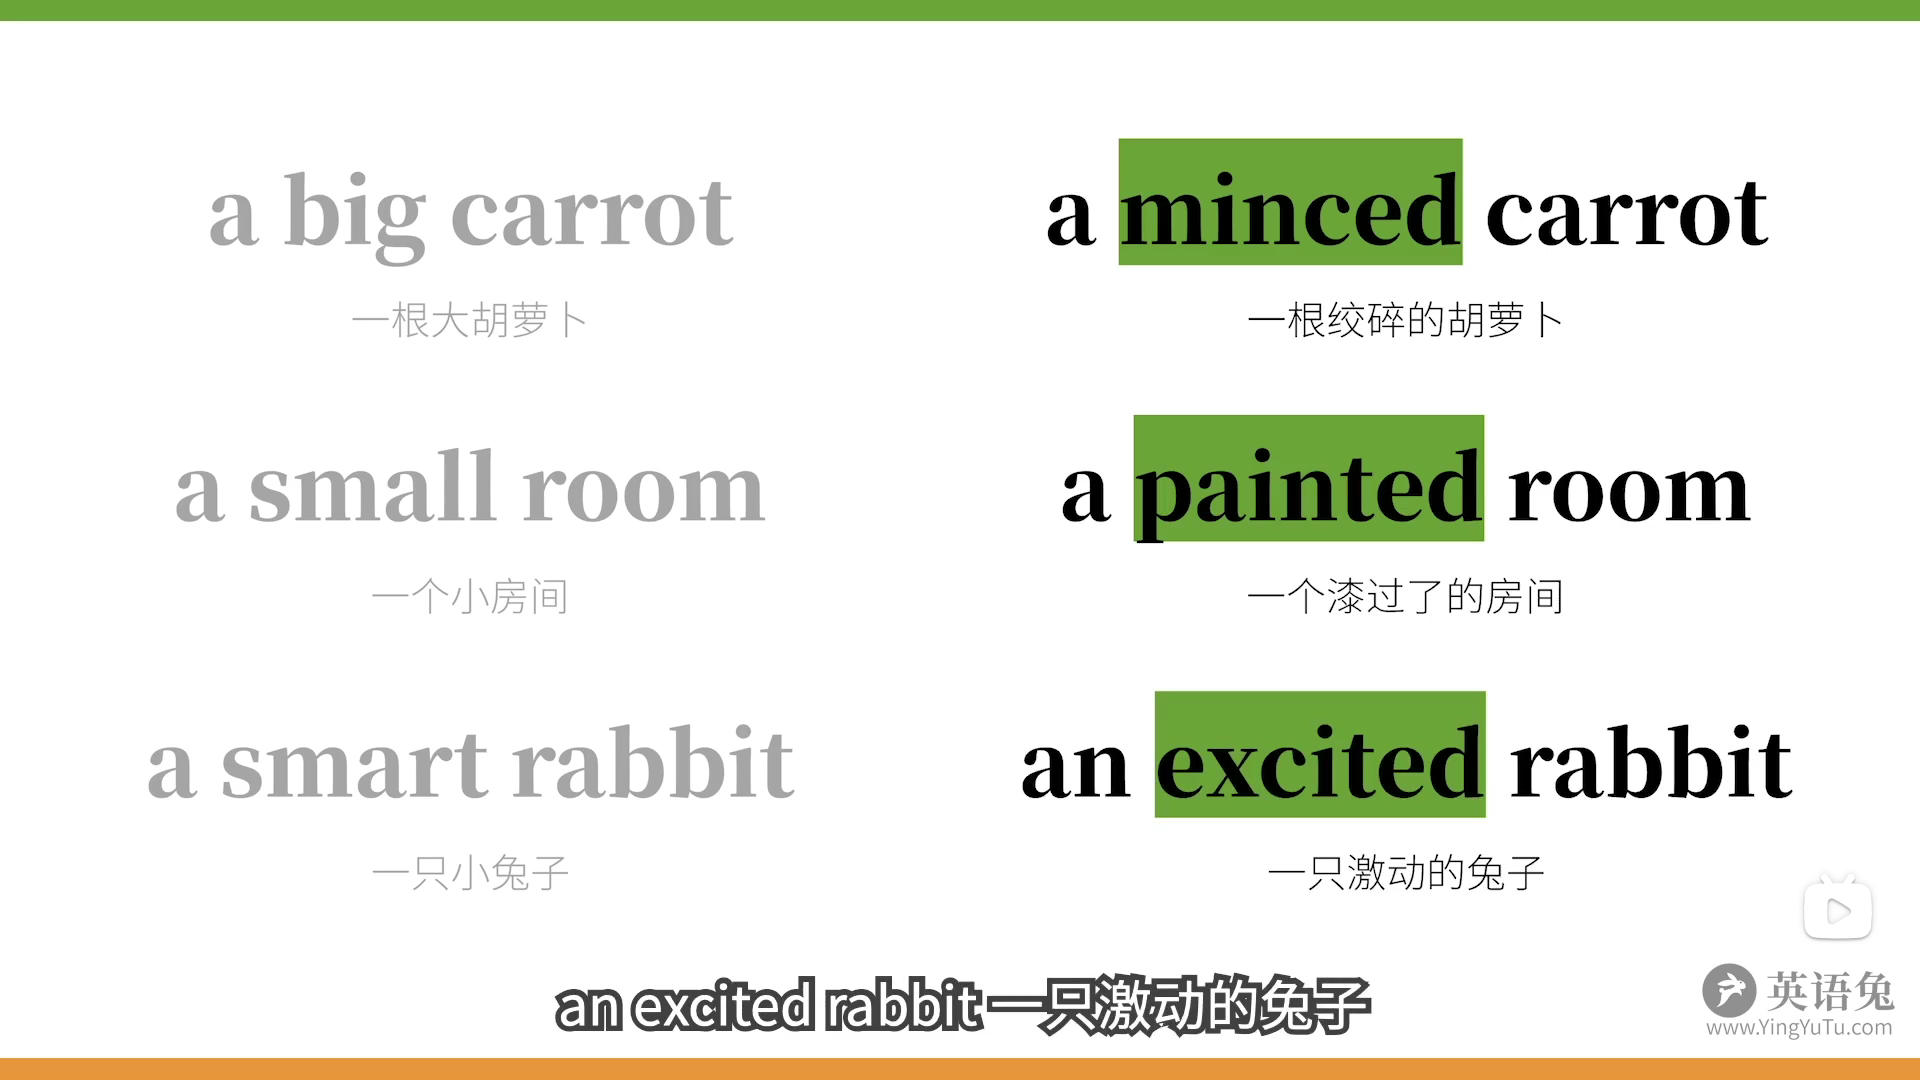 a big carrot
一根大胡萝卜
a minced carrot
一根绞碎的胡萝卜
a small room
一个小房间
a painted room
一个漆过了的房间
a smart rabbit
一只小兔子
an excited rabbit
一只激动的兔子
an excited rabbit 一只激动的兔子
英语兔
www.YingYuTu.com